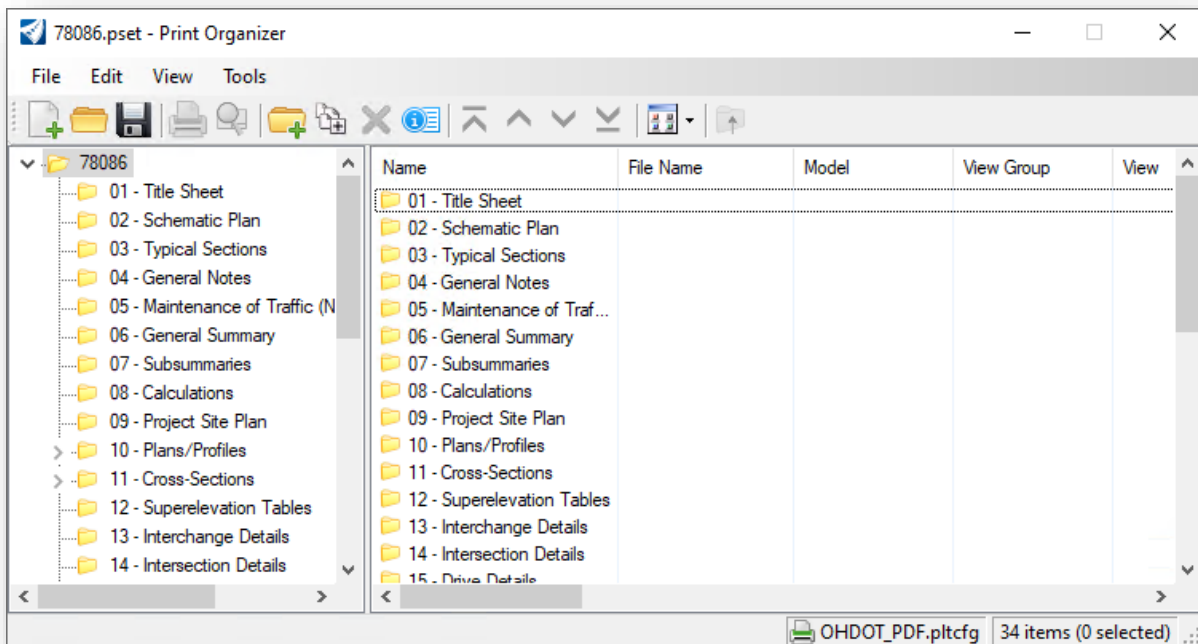 78086.pset - Print Organizer
File Edit View Tools
78086
01 - Title Sheet
02 - Schematic Plan
03 - Typical Sections
04 - General Notes
05 - Maintenance of Traffic (N
06 - General Summary
07 - Subsummaries
08 - Calculations
09 - Project Site Plan
10 - Plans/Profiles
11 - Cross-Sections
12 - Superelevation Tables
13 - Interchange Details
14 - Intersection Details
Name File Name Model View Group View
01 - Title Sheet
02 - Schematic Plan
03 - Typical Sections
04 - General Notes
05 - Maintenance of Traf...
06 - General Summary
07 - Subsummaries
08 - Calculations
09 - Project Site Plan
10 - Plans/Profiles
11 - Cross-Sections
12 - Superelevation Tables
13 - Interchange Details
14 - Intersection Details
15 - Drive Details
OHDOT_PDF.pltcfg 34 items (0 selected)